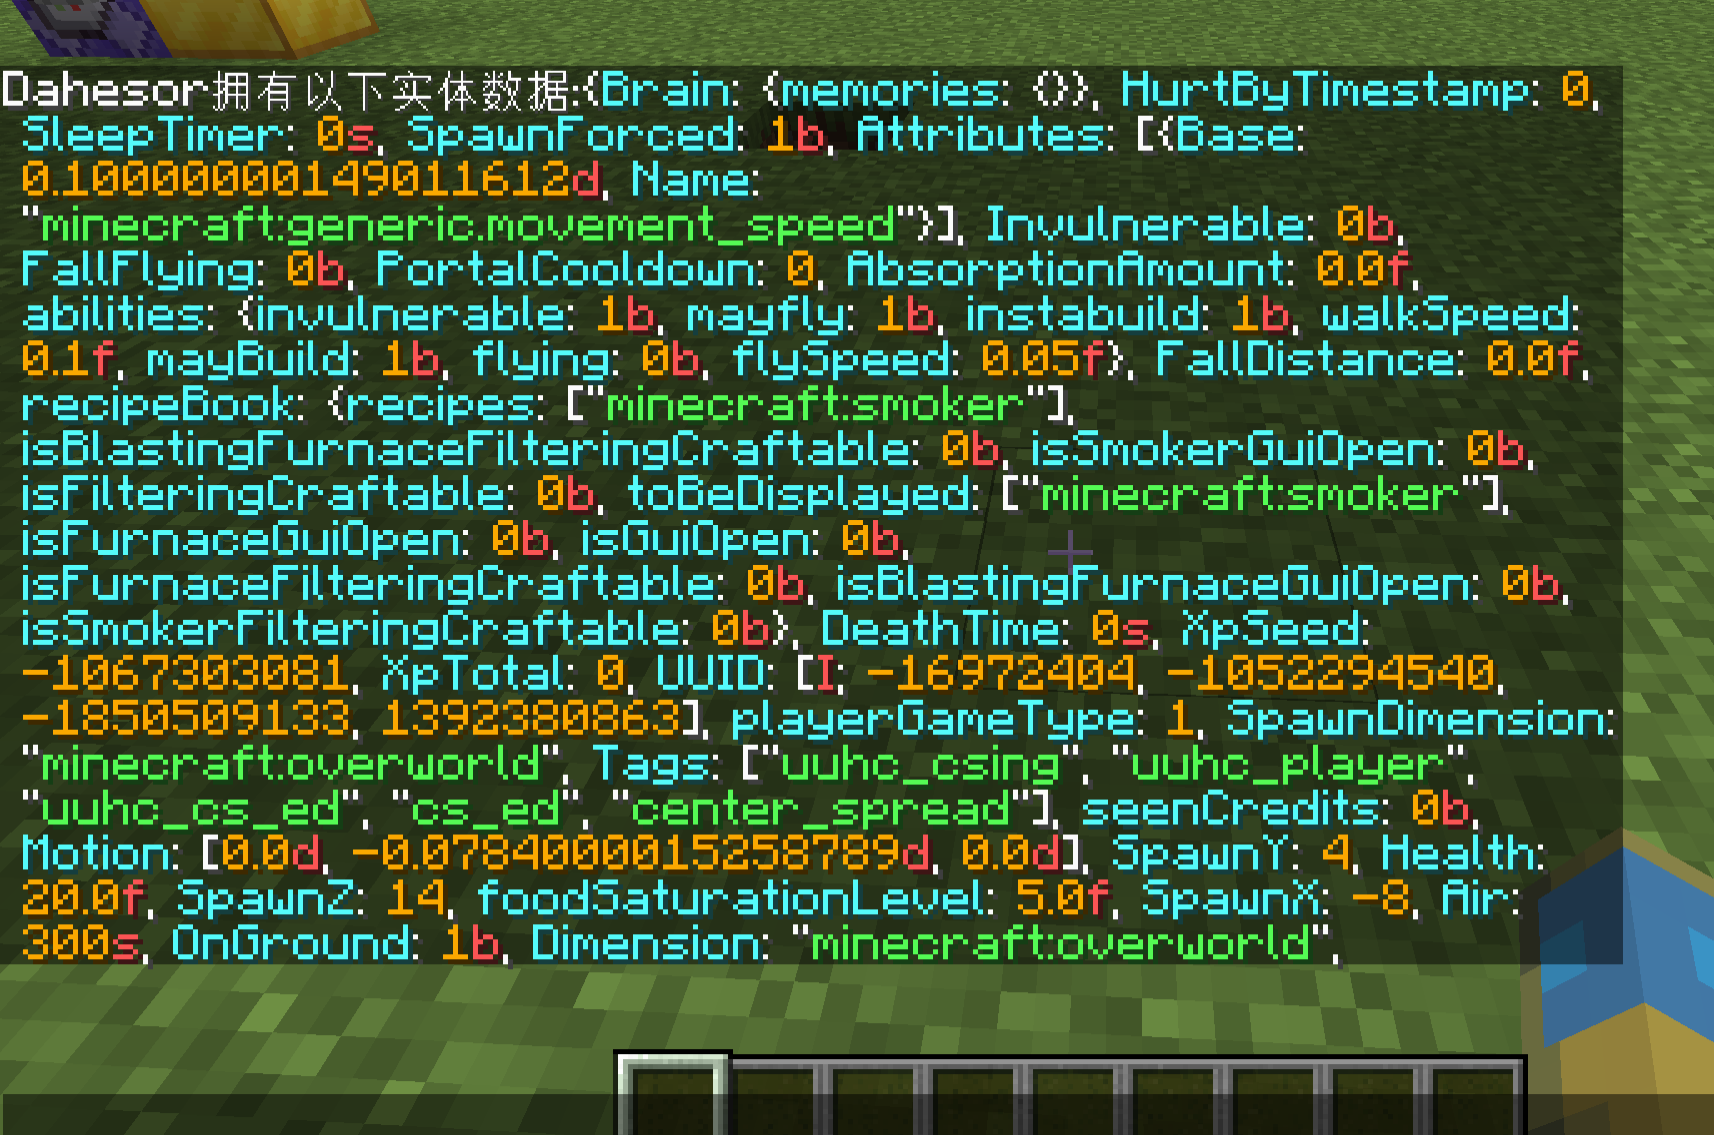 Dahesor拥有以下实体数据:{Brain: {memories: {}}, HurtByTimestamp: 0,
SleepTimer: 0s, SpawnForced: 1b, Attributes: [{Base:
0.10000000149011612d, Name:
"minecraft:generic.movement_speed"}], Invulnerable: 0b,
FallFlying: 0b, PortalCooldown: 0, AbsorptionAmount: 0.0f,
abilities: {invulnerable: 1b, mayfly: 1b, instabuild: 1b, walkSpeed:
0.1f, mayBuild: 1b, flying: 0b, flySpeed: 0.05f}, FallDistance: 0.0f,
recipeBook: {recipes: ["minecraft:smoker"],
isBlastingFurnaceFilteringCraftable: 0b, isSmokerGuiOpen: 0b,
isFilteringCraftable: 0b, toBeDisplayed: ["minecraft:smoker"],
isFurnaceGuiOpen: 0b, isGuiOpen: 0b,
isFurnaceFilteringCraftable: 0b, isBlastingFurnaceGuiOpen: 0b,
isSmokerFilteringCraftable: 0b}, DeathTime: 0s, XpSeed:
-1067303081, XpTotal: 0, UUID: [I; -16972404, -1052294540,
-1850509133, 1392380863], playerGameType: 1, SpawnDimension:
"minecraft:overworld", Tags: ["uuhc_csing", "uuhc_player",
"uuhc_cs_ed", "cs_ed", "center_spread"], seenCredits: 0b,
Motion: [0.0d, -0.0784000015258789d, 0.0d], SpawnY: 4, Health:
20.0f, SpawnZ: 14, foodSaturationLevel: 5.0f, SpawnX: -8, Air:
300s, OnGround: 1b, Dimension: "minecraft:overworld",